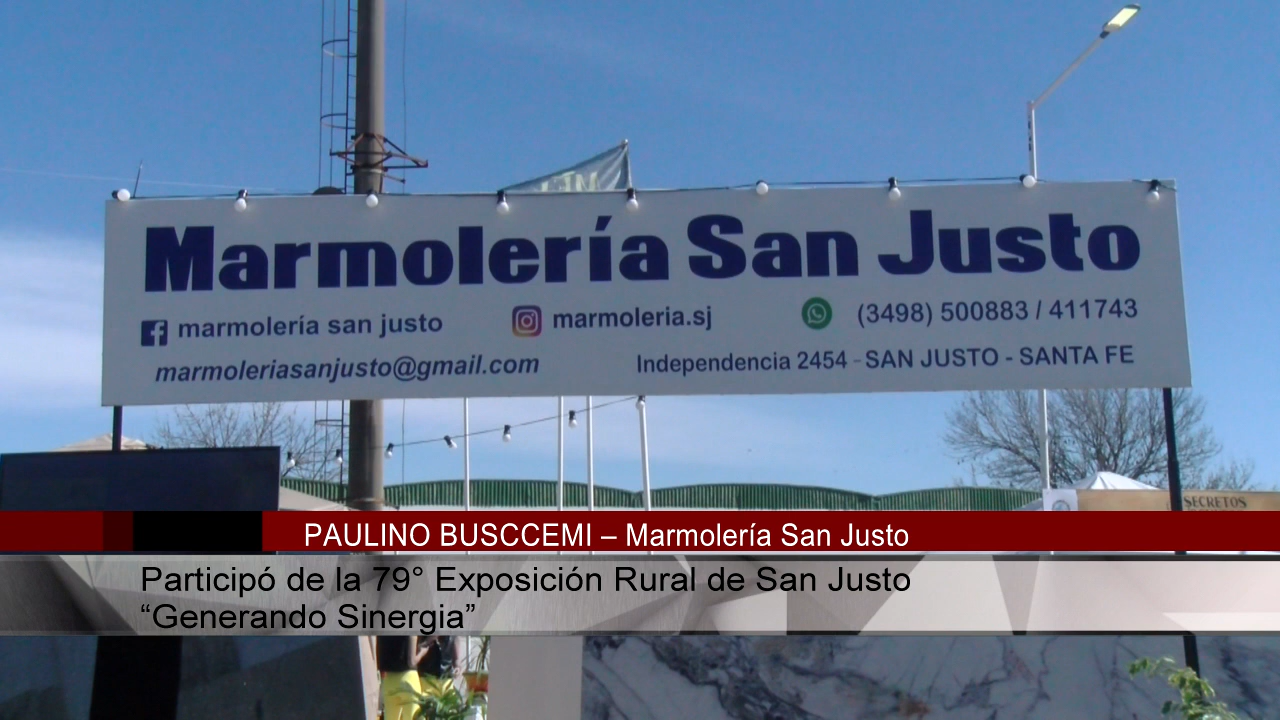 Marmolería San Justo
marmolería san justo marmoleria.sj (3498) 500883 / 411743
marmoleriasanjusto@gmail.com Independencia 2454 - SAN JUSTO - SANTA FE
SECRETOS
PAULINO BUSCCEMI – Marmolería San Justo
Participó de la 79° Exposición Rural de San Justo
“Generando Sinergia”